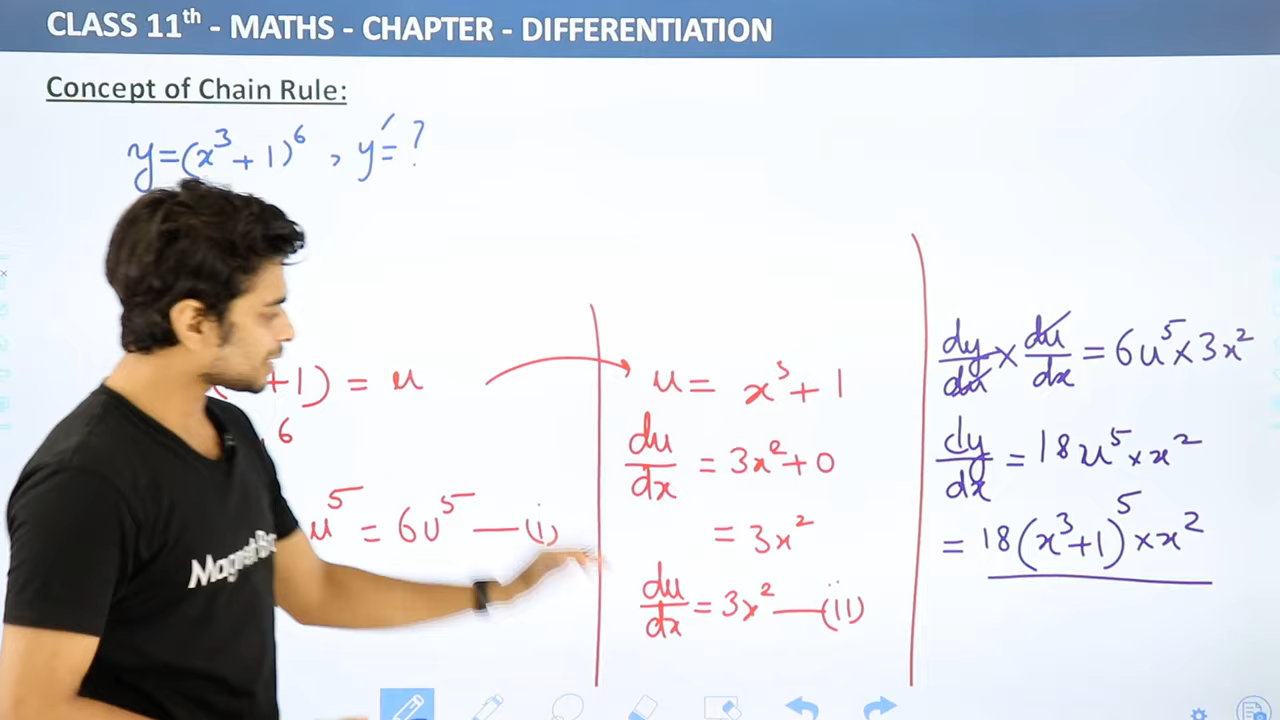 CLASS 11th - MATHS - CHAPTER - DIFFERENTIATION
Concept of Chain Rule:
y=(x³+1)⁶, y′=?
+1) = u
6
u⁵ = 6u⁵ —(i)
u = x³+1
du/dx = 3x²+0
= 3x²
du/dx = 3x² —(ii)
dy/du × du/dx = 6u⁵×3x²
dy/dx = 18u⁵×x²
= 18(x³+1)⁵×x²